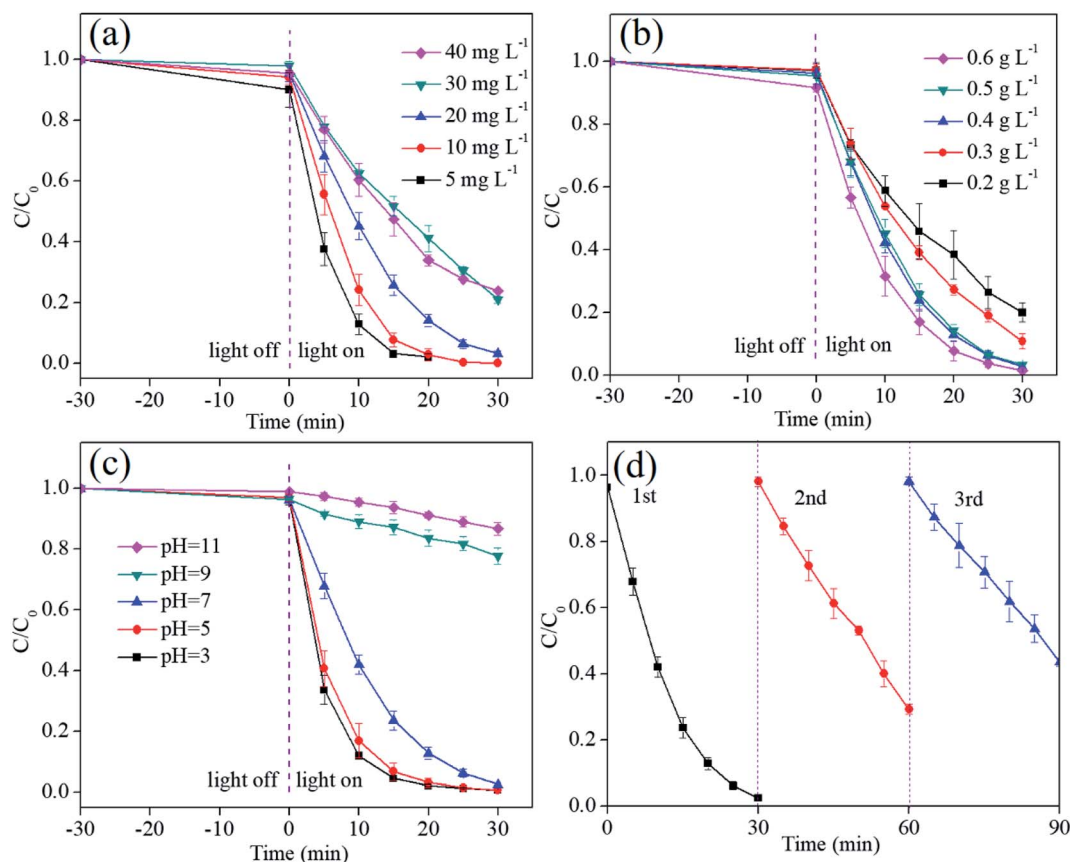 (a)
40 mg L⁻¹
30 mg L⁻¹
20 mg L⁻¹
10 mg L⁻¹
5 mg L⁻¹
light off
light on
C/C₀
1.0
0.8
0.6
0.4
0.2
0.0
-30 -20 -10 0 10 20 30
Time (min)
(b)
0.6 g L⁻¹
0.5 g L⁻¹
0.4 g L⁻¹
0.3 g L⁻¹
0.2 g L⁻¹
light off
light on
C/C₀
1.0
0.8
0.6
0.4
0.2
0.0
-30 -20 -10 0 10 20 30
Time (min)
(c)
pH=11
pH=9
pH=7
pH=5
pH=3
light off
light on
C/C₀
1.0
0.8
0.6
0.4
0.2
0.0
-30 -20 -10 0 10 20 30
Time (min)
(d)
1st
2nd
3rd
C/C₀
1.0
0.8
0.6
0.4
0.2
0.0
0 30 60 90
Time (min)